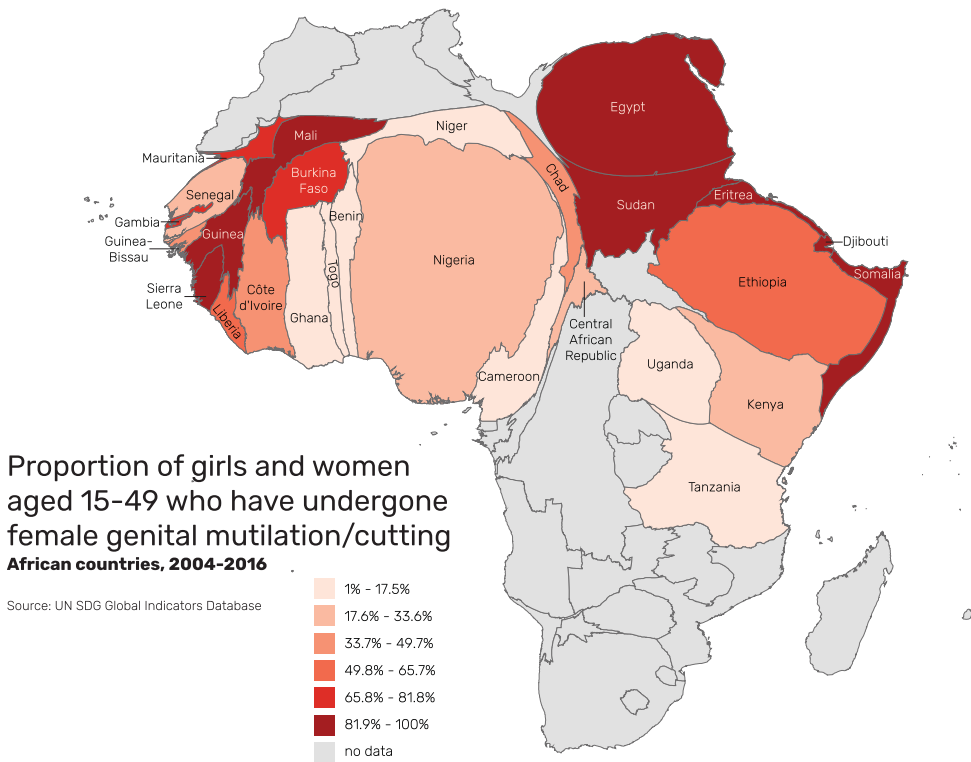 Egypt
Niger
Mali
Mauritania
Burkina
Faso
Chad
Senegal
Eritrea
Sudan
Benin
Gambia
Guinea
Djibouti
Guinea-
Bissau
Nigeria
Somalia
Togo
Ethiopia
Sierra
Leone
Côte
d'Ivoire
Liberia
Ghana
Central
African
Republic
Uganda
Cameroon
Kenya
Tanzania
Proportion of girls and women
aged 15-49 who have undergone
female genital mutilation/cutting
African countries, 2004-2016
Source: UN SDG Global Indicators Database
1% - 17.5%
17.6% - 33.6%
33.7% - 49.7%
49.8% - 65.7%
65.8% - 81.8%
81.9% - 100%
no data